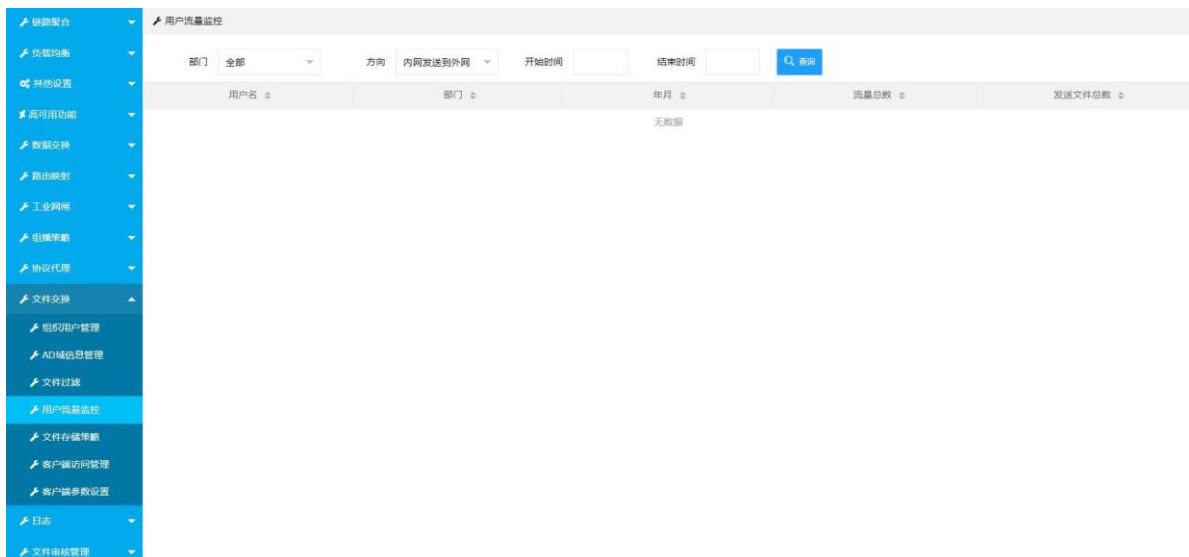 链路聚合
负载均衡
其他设置
高可用功能
数据交换
路由映射
工业网闸
组播策略
协议代理
文件交换
组织用户管理
AD域信息管理
文件过滤
用户流量监控
文件存储策略
客户端访问管理
客户端参数设置
日志
文件审核管理
用户流量监控
部门 全部 方向 内网发送到外网 开始时间 结束时间 查询
用户名 部门 年月 流量总数 发送文件总数
无数据